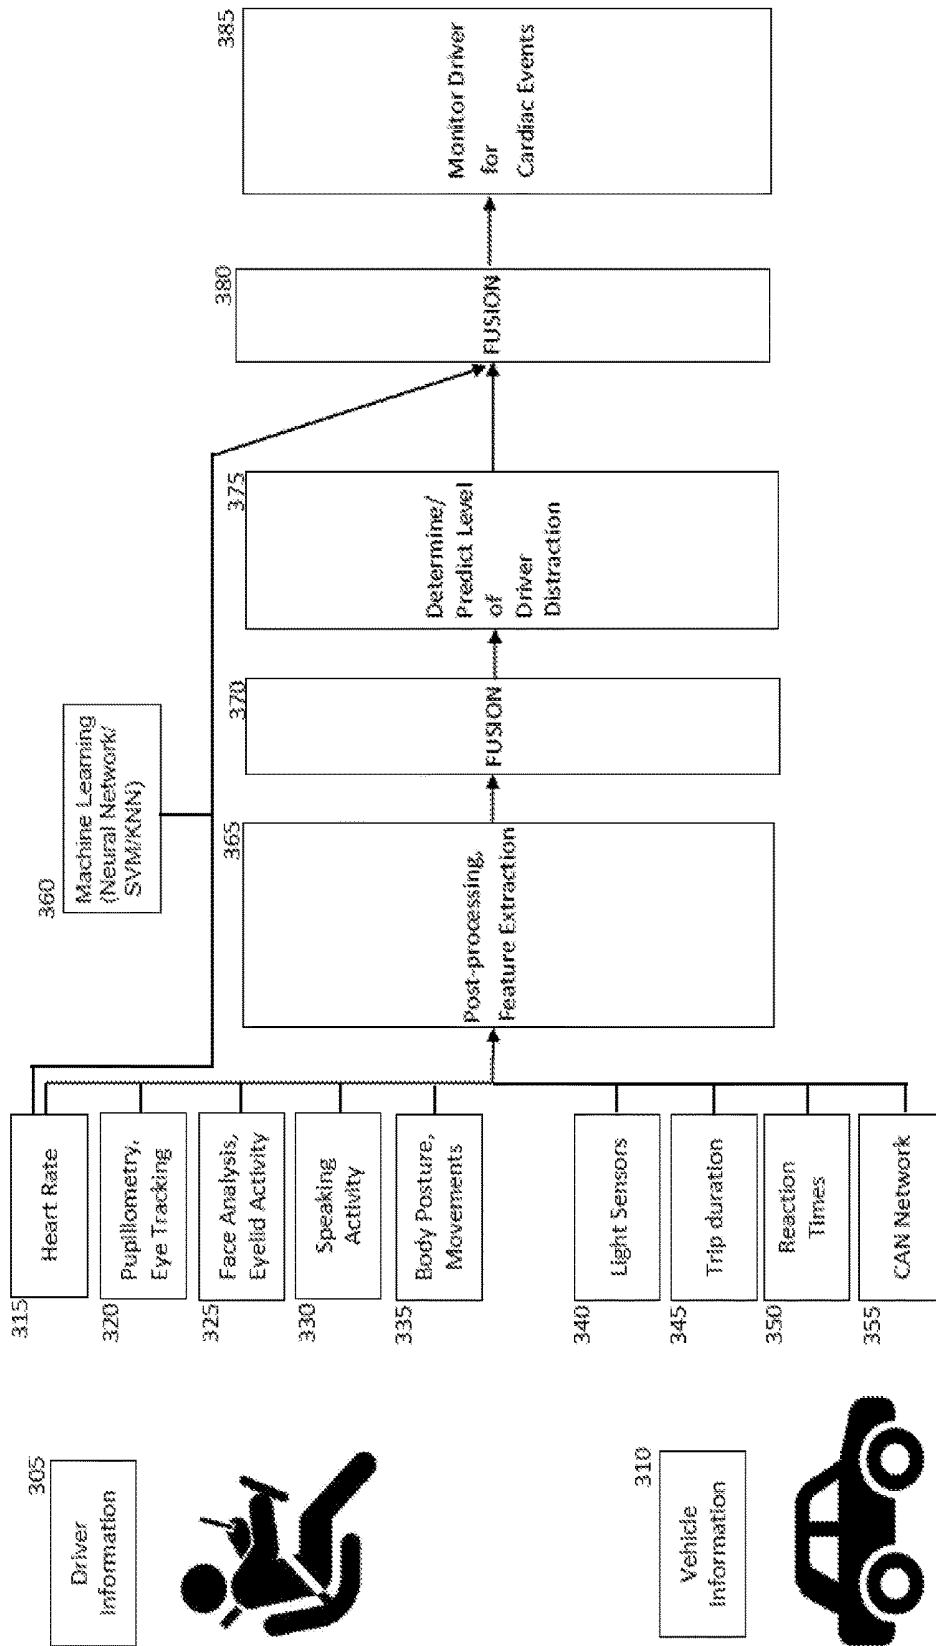 305
Driver
Information
310
Vehicle
Information
315
Heart Rate
320
Pupillometry,
Eye Tracking
325
Face Analysis,
Eyelid Activity
330
Speaking
Activity
335
Body Posture,
Movements
340
Light Sensors
345
Trip duration
350
Reaction
Times
355
CAN Network
360
Machine Learning
(Neural Network/
SVM/KNN)
365
Post-processing,
Feature Extraction
370
FUSION
375
Determine/
Predict Level
of
Driver
Distraction
380
FUSION
385
Monitor Driver
for
Cardiac Events